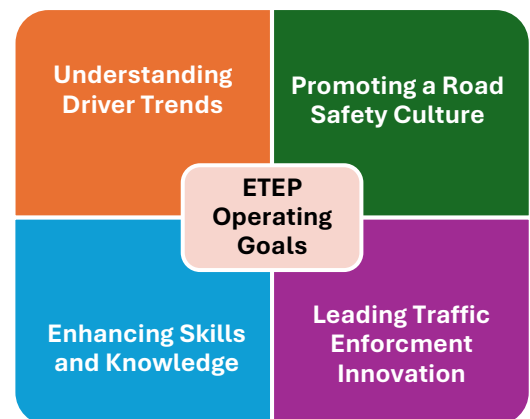 Understanding
Driver Trends
Promoting a Road
Safety Culture
ETEP
Operating
Goals
Enhancing Skills
and Knowledge
Leading Traffic
Enforcment
Innovation